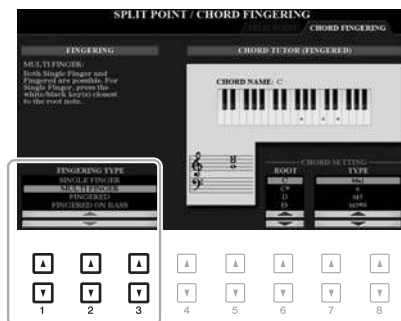 SPLIT POINT / CHORD FINGERING
SPLIT POINT
CHORD FINGERING
FINGERING
MULTI FINGER:
Both Single Finger and
Fingered are possible. For
Single Finger, press the
white/black key(s) closest
to the root note.
CHORD TUTOR (FINGERED)
CHORD NAME: C
FINGERING TYPE
SINGLE FINGER
MULTI FINGER
FINGERED
FINGERED ON BASS
CHORD SETTING
ROOT
TYPE
C
Maj
C#
6
D
M7
E♭
1 2 3 4 5 6 7 8